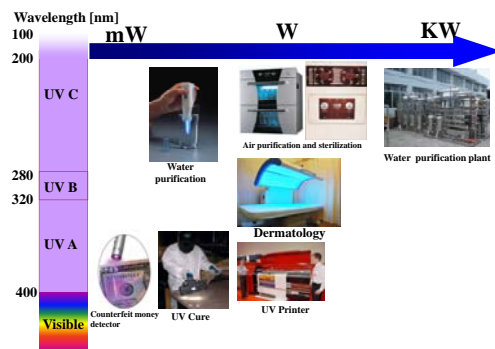 Wavelength [nm]
100
mW
W
KW
200
UV C
Water
purification
Air purification and sterilization
Water purification plant
280
UV B
320
Dermatology
UV A
400
Counterfeit money
detector
UV Cure
UV Printer
Visible